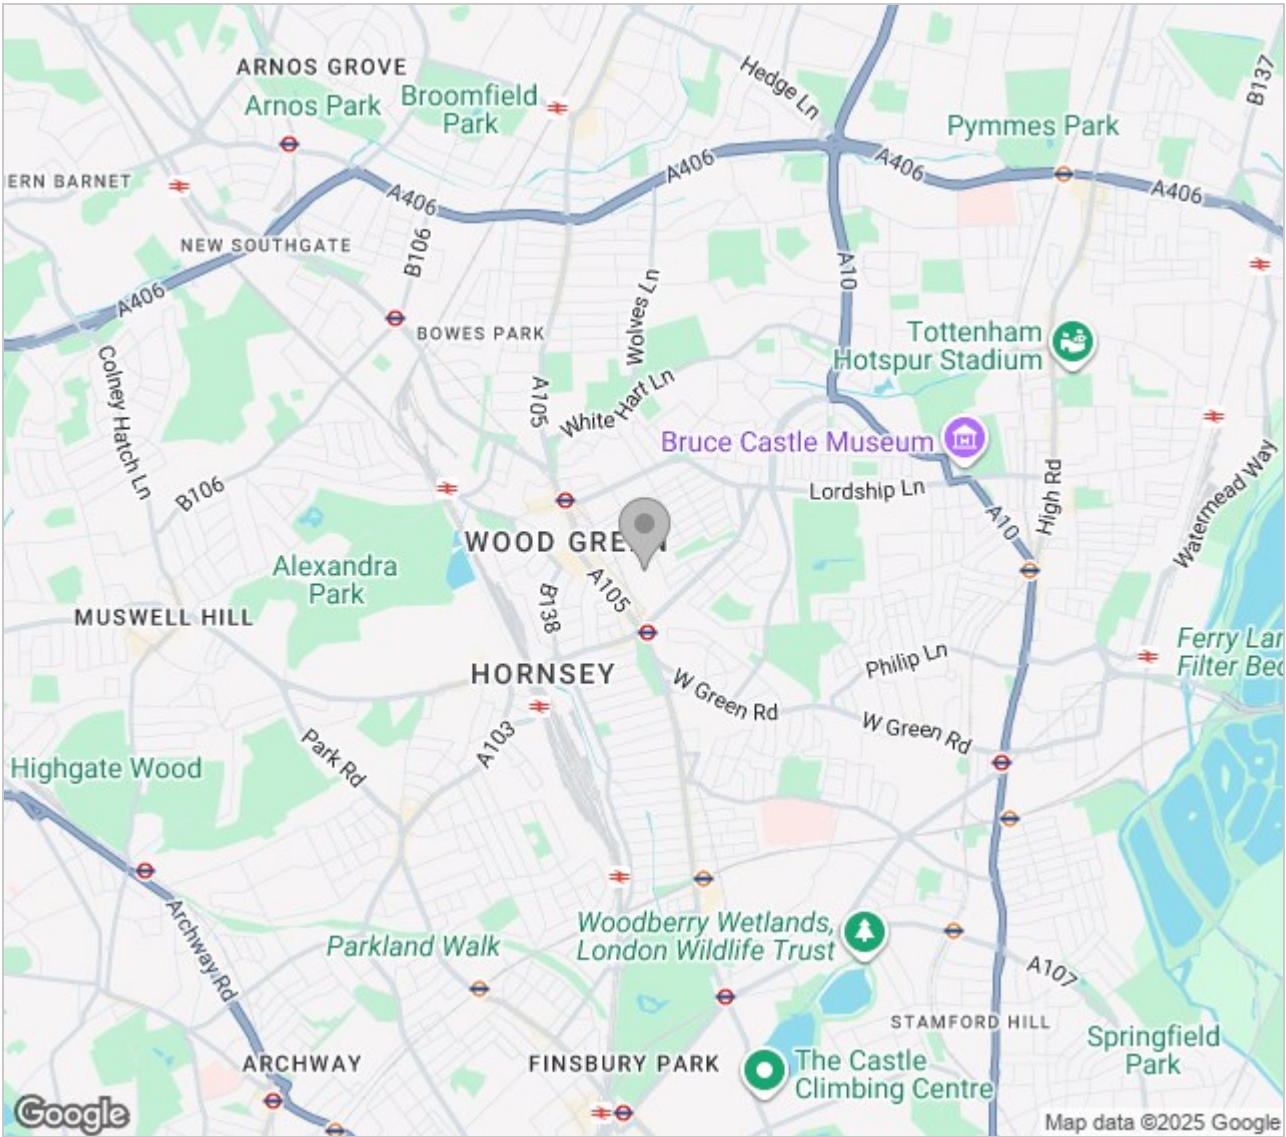 Hedge Ln
B137
ARNOS GROVE
Arnos Park
Broomfield
Park
Pymmes Park
A406
A406
A406
ERN BARNET
A406
NEW SOUTHGATE
B106
A10
A406
Wolves Ln
BOWES PARK
Tottenham
Hotspur Stadium
Colney Hatch Ln
A105
White Hart Ln
Bruce Castle Museum
High Rd
Watermead Way
B106
Lordship Ln
A10
WOOD GRE
Alexandra
Park
A105
B138
MUSWELL HILL
Ferry Lan
Filter Bed
Philip Ln
HORNSEY
W Green Rd
W Green Rd
A103
Park Rd
Highgate Wood
Archway Rd
Parkland Walk
Woodberry Wetlands,
London Wildlife Trust
A107
STAMFORD HILL
Springfield
Park
ARCHWAY
FINSBURY PARK
The Castle
Climbing Centre
Google
Map data ©2025 Google